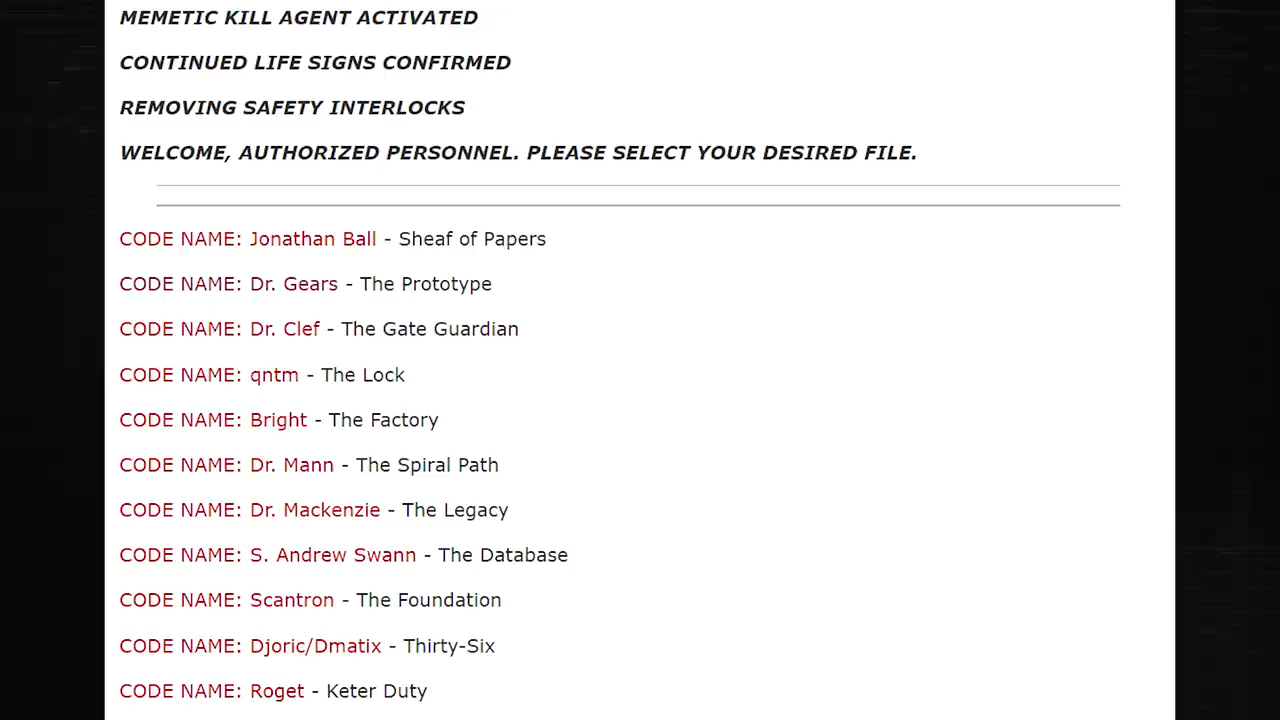 MEMETIC KILL AGENT ACTIVATED
CONTINUED LIFE SIGNS CONFIRMED
REMOVING SAFETY INTERLOCKS
WELCOME, AUTHORIZED PERSONNEL. PLEASE SELECT YOUR DESIRED FILE.
CODE NAME: Jonathan Ball - Sheaf of Papers
CODE NAME: Dr. Gears - The Prototype
CODE NAME: Dr. Clef - The Gate Guardian
CODE NAME: qntm - The Lock
CODE NAME: Bright - The Factory
CODE NAME: Dr. Mann - The Spiral Path
CODE NAME: Dr. Mackenzie - The Legacy
CODE NAME: S. Andrew Swann - The Database
CODE NAME: Scantron - The Foundation
CODE NAME: Djoric/Dmatix - Thirty-Six
CODE NAME: Roget - Keter Duty